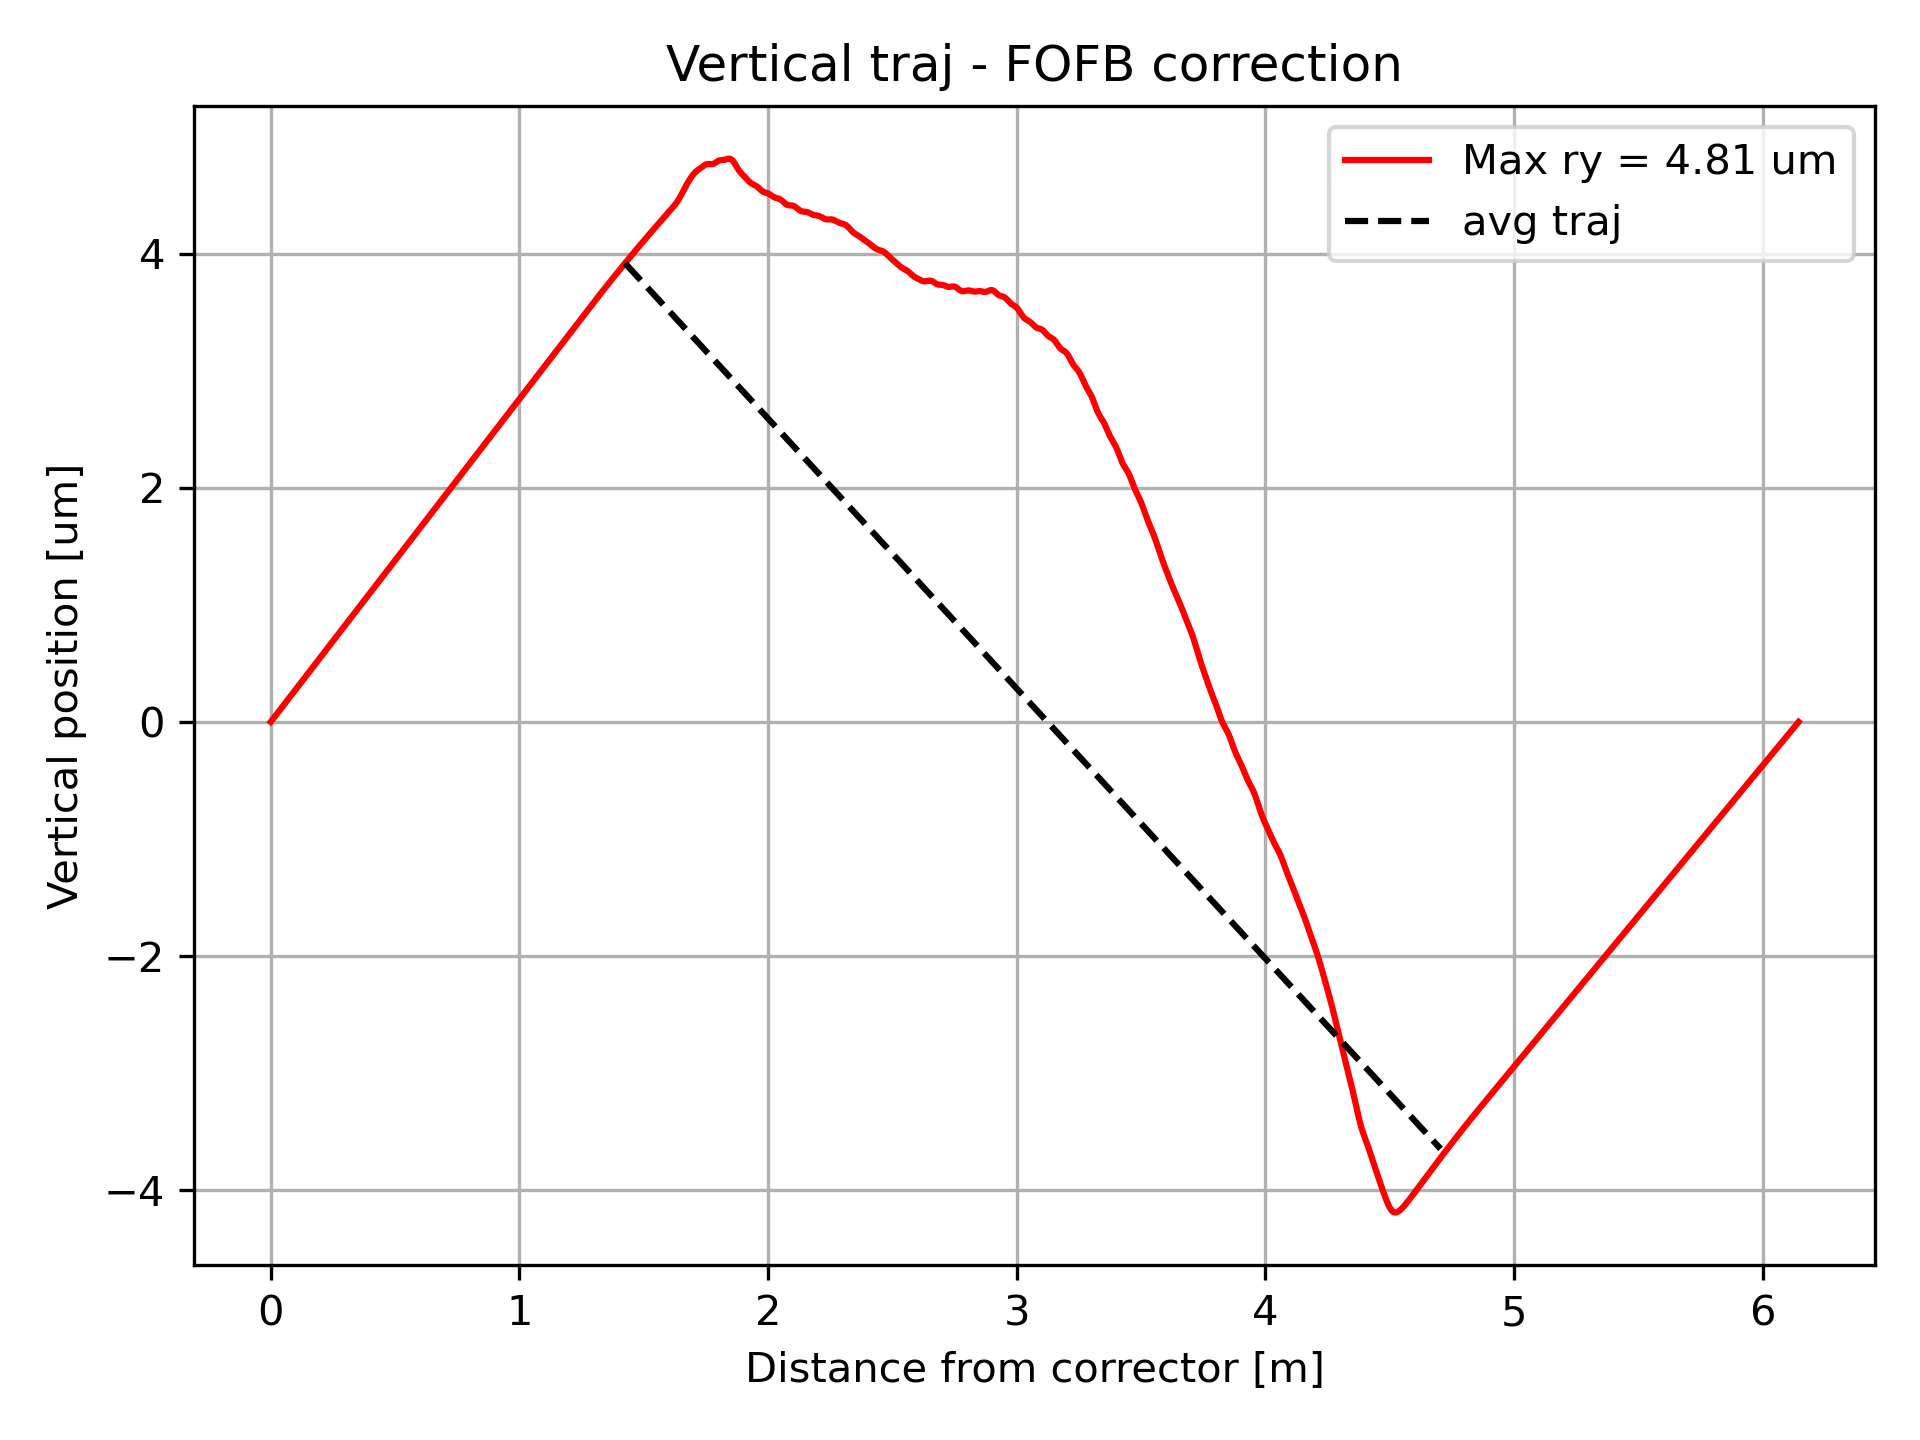 Vertical traj - FOFB correction
Max ry = 4.81 um
avg traj
Vertical position [um]
4
2
0
−2
−4
0 1 2 3 4 5 6
Distance from corrector [m]